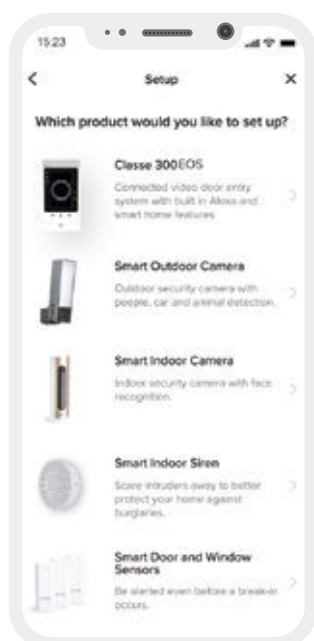 15:23
Setup
Which product would you like to set up?
Classe 300EOS
Connected video door entry
system with built in Alexa and
smart home features
Smart Outdoor Camera
Outdoor security camera with
people, car and animal detection.
Smart Indoor Camera
Indoor security camera with face
recognition.
Smart Indoor Siren
Scare intruders away to better
protect your home against
burglaries.
Smart Door and Window
Sensors
Be alerted even before a break-in
occurs.